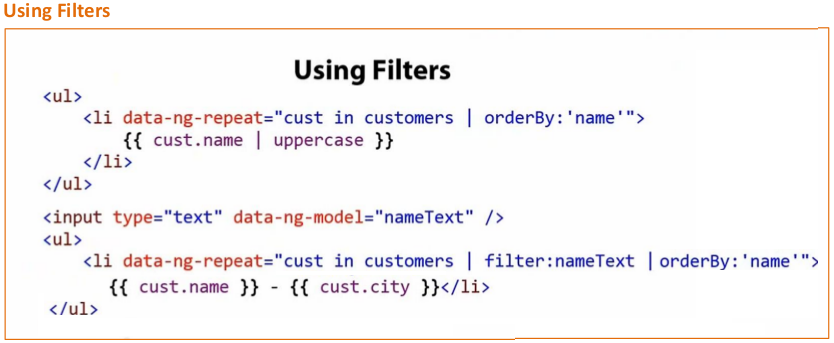 Using Filters
Using Filters
<ul>
<li data-ng-repeat="cust in customers | orderBy:'name'">
{{ cust.name | uppercase }}
</li>
</ul>
<input type="text" data-ng-model="nameText" />
<ul>
<li data-ng-repeat="cust in customers | filter:nameText |orderBy:'name'">
{{ cust.name }} - {{ cust.city }}</li>
</ul>